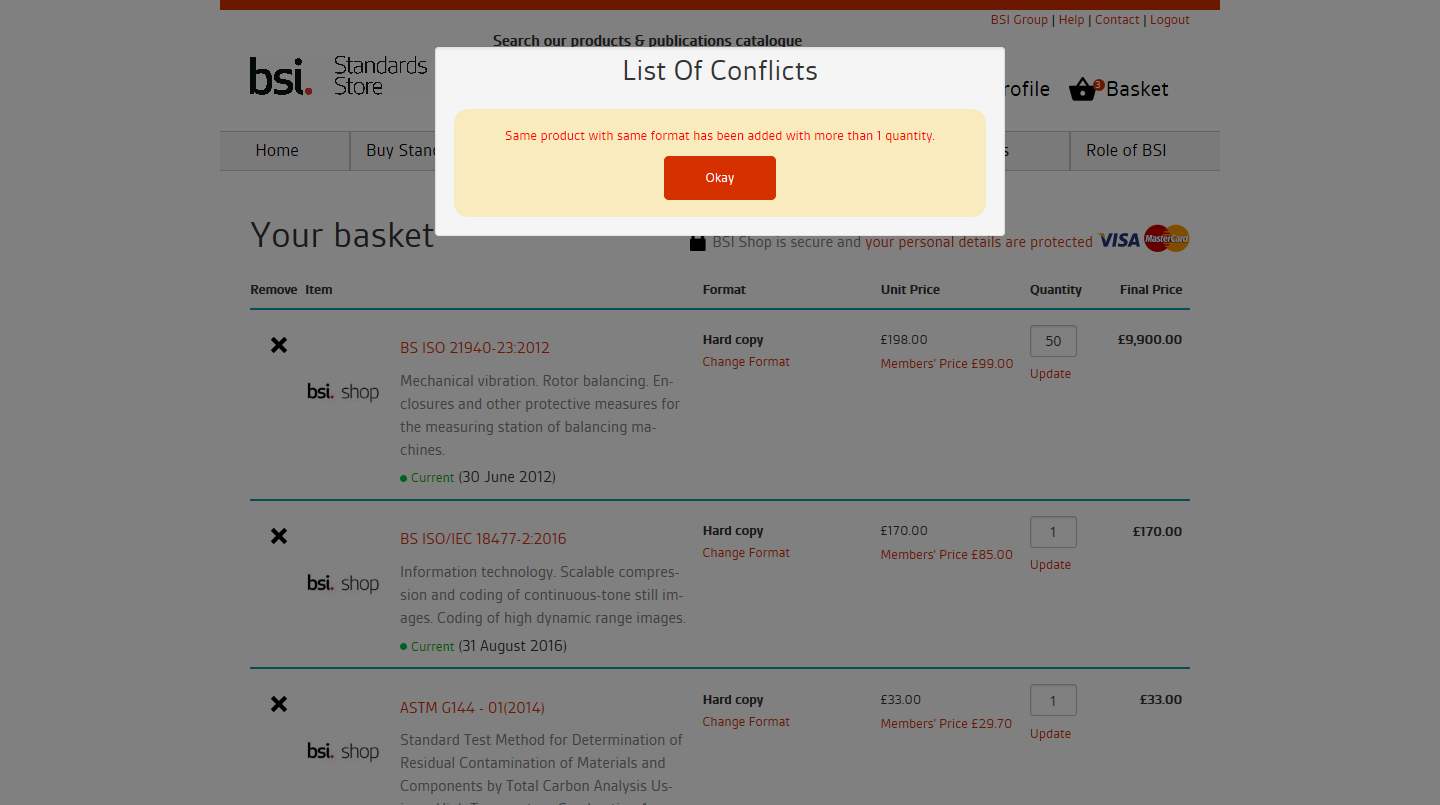 BSI Group | Help | Contact | Logout
Search our products & publications catalogue
bsi. Standards Store
List Of Conflicts
Same product with same format has been added with more than 1 quantity.
Okay
rofile 3 Basket
Home Buy Stan s Role of BSI
Your basket
BSI Shop is secure and your personal details are protected VISA MasterCard
Remove Item Format Unit Price Quantity Final Price
BS ISO 21940-23:2012 Hard copy £198.00 50 £9,900.00
Change Format Members' Price £99.00 Update
bsi. shop
Mechanical vibration. Rotor balancing. En-
closures and other protective measures for
the measuring station of balancing ma-
chines.
Current (30 June 2012)
BS ISO/IEC 18477-2:2016 Hard copy £170.00 1 £170.00
Change Format Members' Price £85.00 Update
bsi. shop
Information technology. Scalable compres-
sion and coding of continuous-tone still im-
ages. Coding of high dynamic range images.
Current (31 August 2016)
ASTM G144 - 01(2014) Hard copy £33.00 1 £33.00
Change Format Members' Price £29.70 Update
bsi. shop
Standard Test Method for Determination of
Residual Contamination of Materials and
Components by Total Carbon Analysis Us-